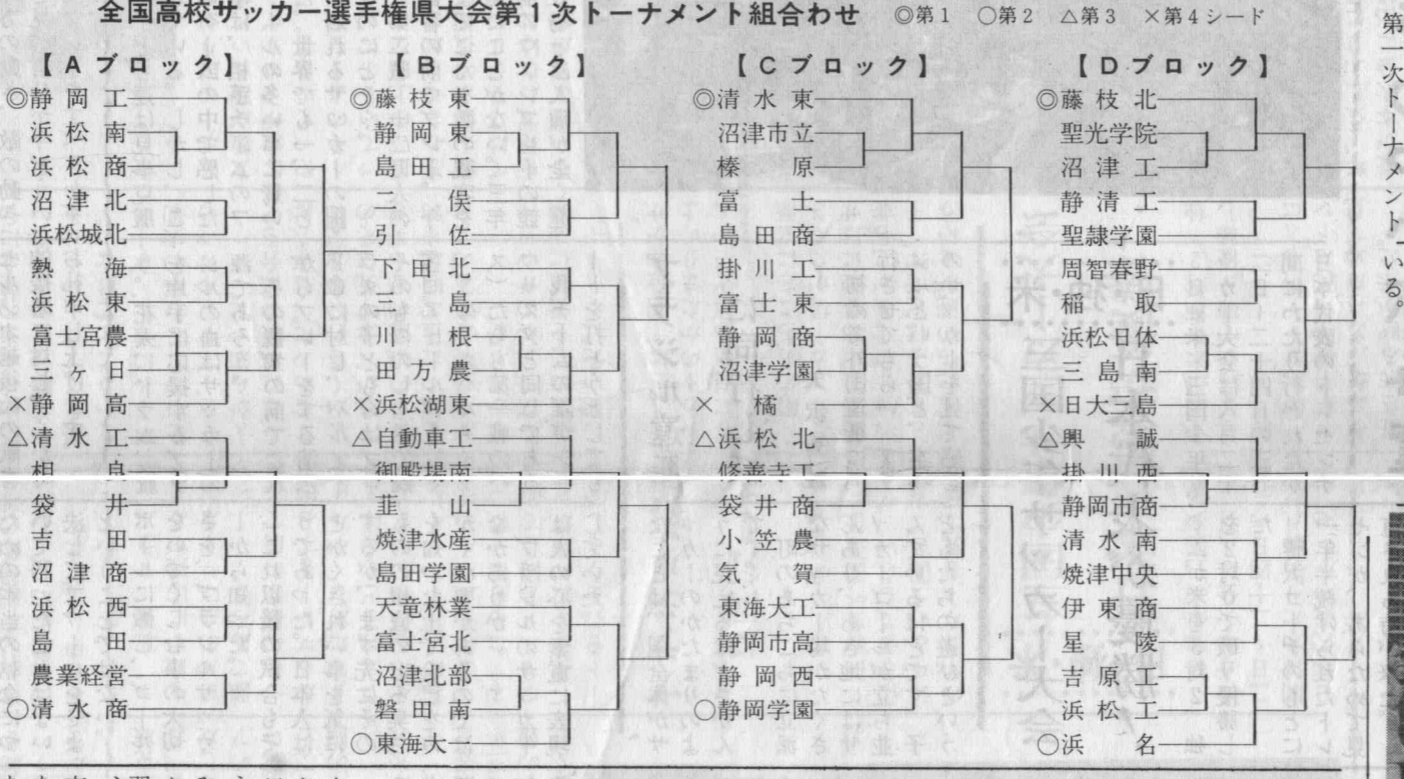 全国高校サッカー選手権県大会第1次トーナメント組合わせ ◎第1 ○第2 △第3 ×第4シード
【Aブロック】
◎静岡工
浜松南
浜松商
沼津北
浜松城北
熱海
浜松東
富士宮農
三ヶ日
×静岡高
△清水工
相良
袋井
吉田
沼津商
浜松西
島田
農業経営
○清水商
【Bブロック】
◎藤枝東
静岡東
島田工
二俣
引佐
下田北
三島
川根
田方農
×浜松湖東
△自動車工
御殿場南
韮山
焼津水産
島田学園
天竜林業
富士宮北
沼津北部
磐田南
○東海大一
【Cブロック】
◎清水東
沼津市立
榛原
富士
島田商
掛川工
富士東
静岡商
沼津学園
×橘
△浜松北
修善寺工
袋井商
小笠農
気賀
東海大工
静岡市高
静岡西
○静岡学園
【Dブロック】
◎藤枝北
聖光学院
沼津工
静清工
聖隷学園
周智春野
稲取
浜松日体
三島南
×日大三島
△興誠
掛川西
静岡市商
清水南
焼津中央
伊東商
星陵
吉原
浜松工
○浜名
第一次トーナメント
いる。